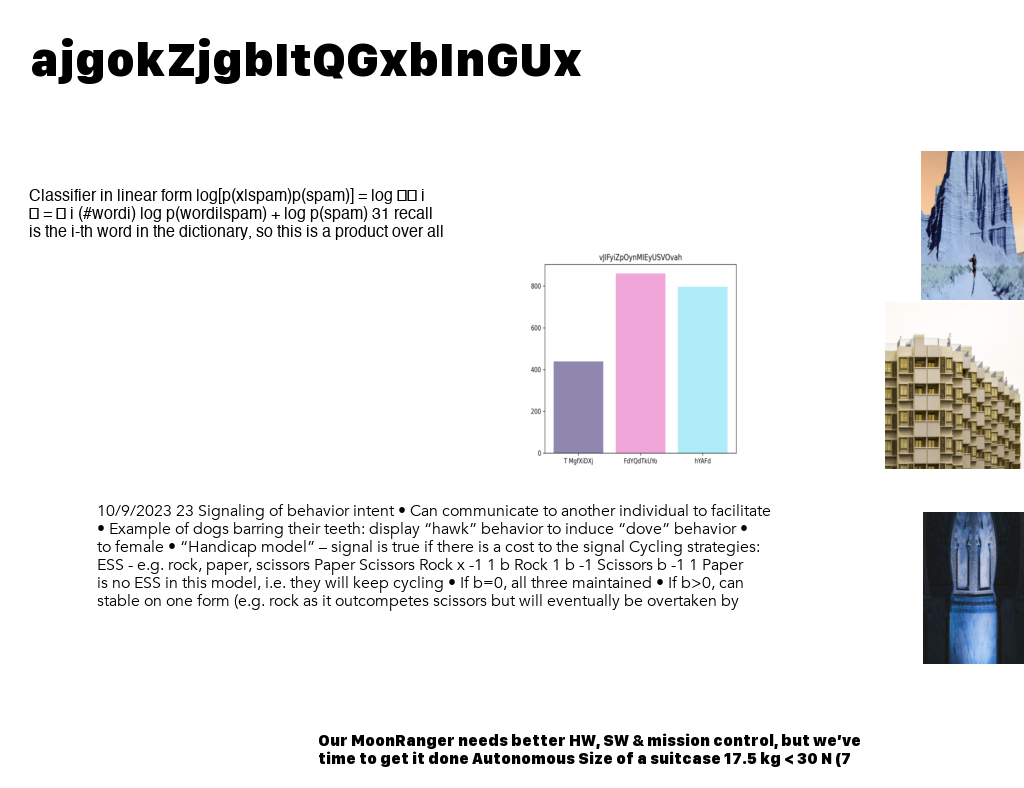 ajgokZjgbItQGxbInGUx
Classifier in linear form log[p(x|spam)p(spam)] = log □□ i
□ = □ i (#wordi) log p(wordi|spam) + log p(spam) 31 recall
is the i-th word in the dictionary, so this is a product over all
vJIFyiZpOynMIEyUSVOvah
800
600
400
200
0
T MgfXiDXj FdYQdTkUYo hYAFd
10/9/2023 23 Signaling of behavior intent • Can communicate to another individual to facilitate
• Example of dogs barring their teeth: display “hawk” behavior to induce “dove” behavior •
to female • “Handicap model” – signal is true if there is a cost to the signal Cycling strategies:
ESS - e.g. rock, paper, scissors Paper Scissors Rock x -1 1 b Rock 1 b -1 Scissors b -1 1 Paper
is no ESS in this model, i.e. they will keep cycling • If b=0, all three maintained • If b>0, can
stable on one form (e.g. rock as it outcompetes scissors but will eventually be overtaken by
Our MoonRanger needs better HW, SW & mission control, but we’ve
time to get it done Autonomous Size of a suitcase 17.5 kg < 30 N (7